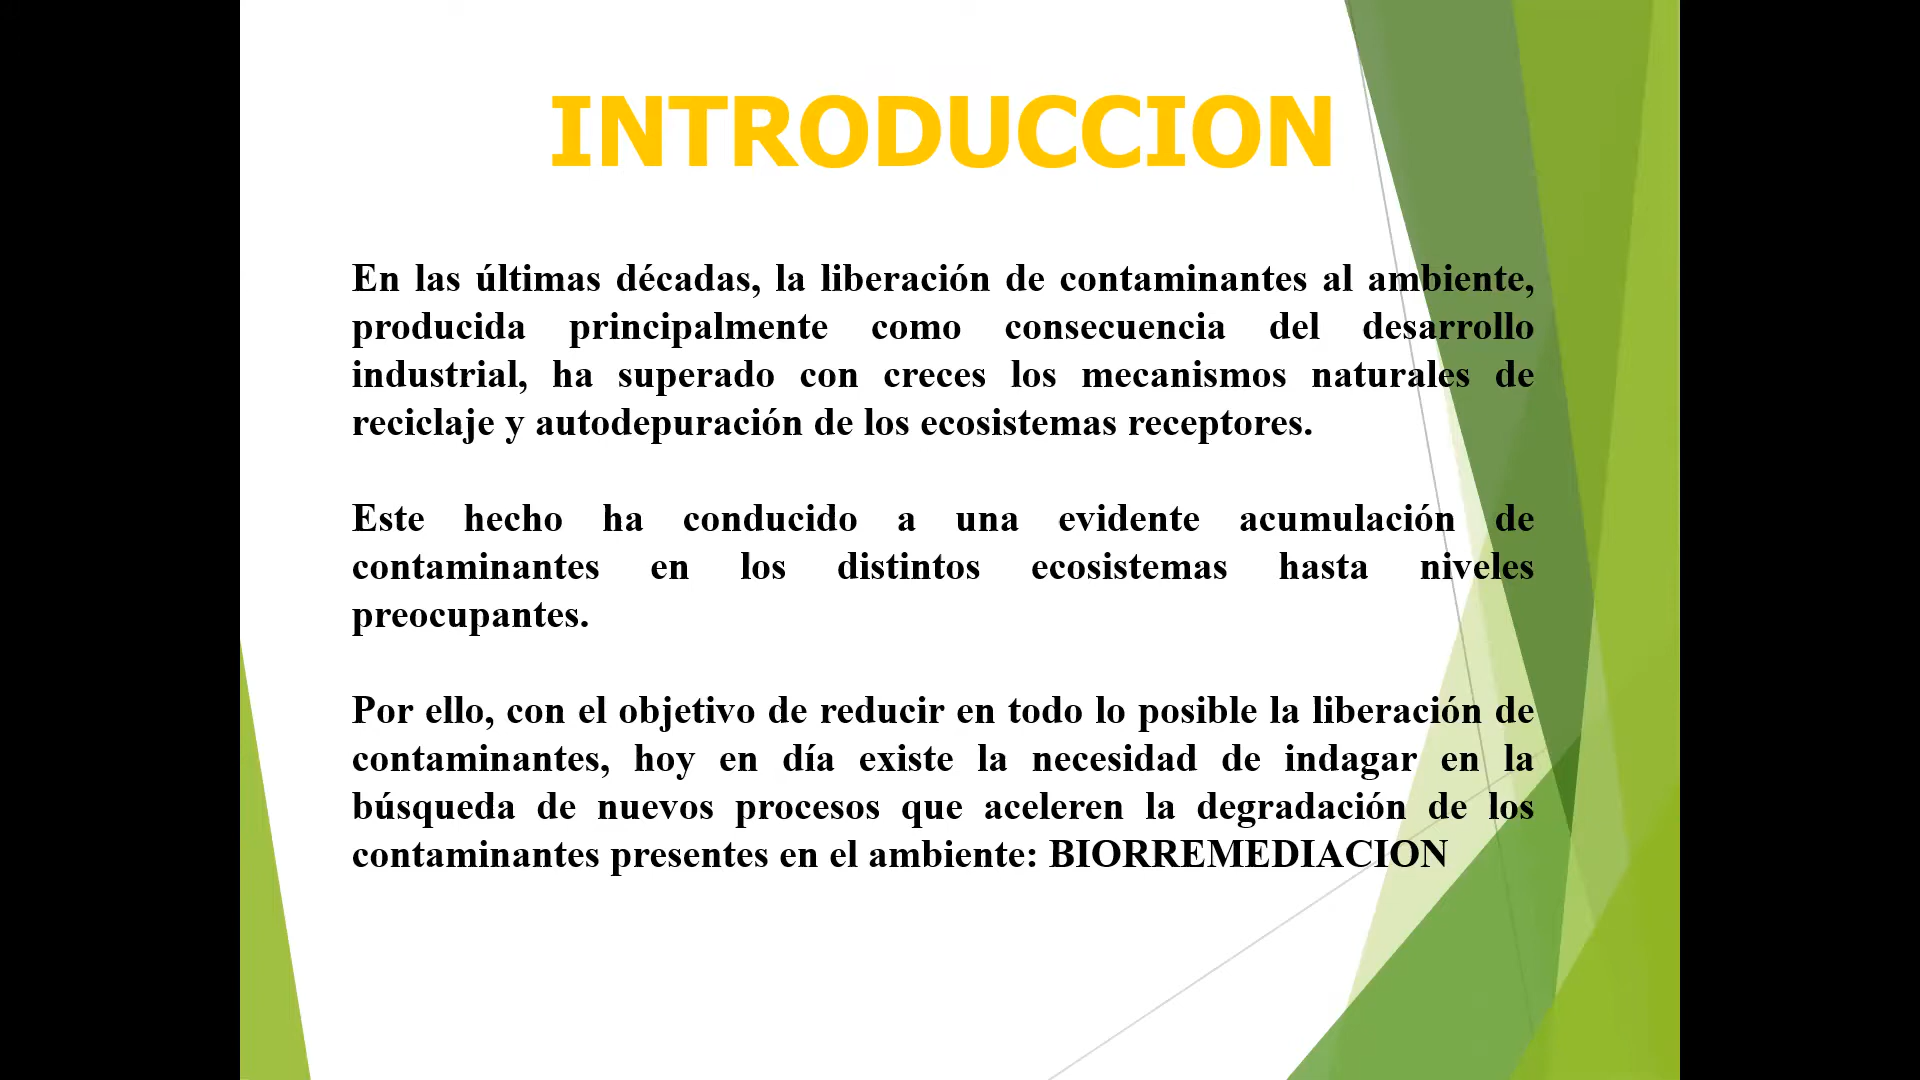 INTRODUCCION
En las últimas décadas, la liberación de contaminantes al ambiente,
producida principalmente como consecuencia del desarrollo
industrial, ha superado con creces los mecanismos naturales de
reciclaje y autodepuración de los ecosistemas receptores.
Este hecho ha conducido a una evidente acumulación de
contaminantes en los distintos ecosistemas hasta niveles
preocupantes.
Por ello, con el objetivo de reducir en todo lo posible la liberación de
contaminantes, hoy en día existe la necesidad de indagar en la
búsqueda de nuevos procesos que aceleren la degradación de los
contaminantes presentes en el ambiente: BIORREMEDIACION